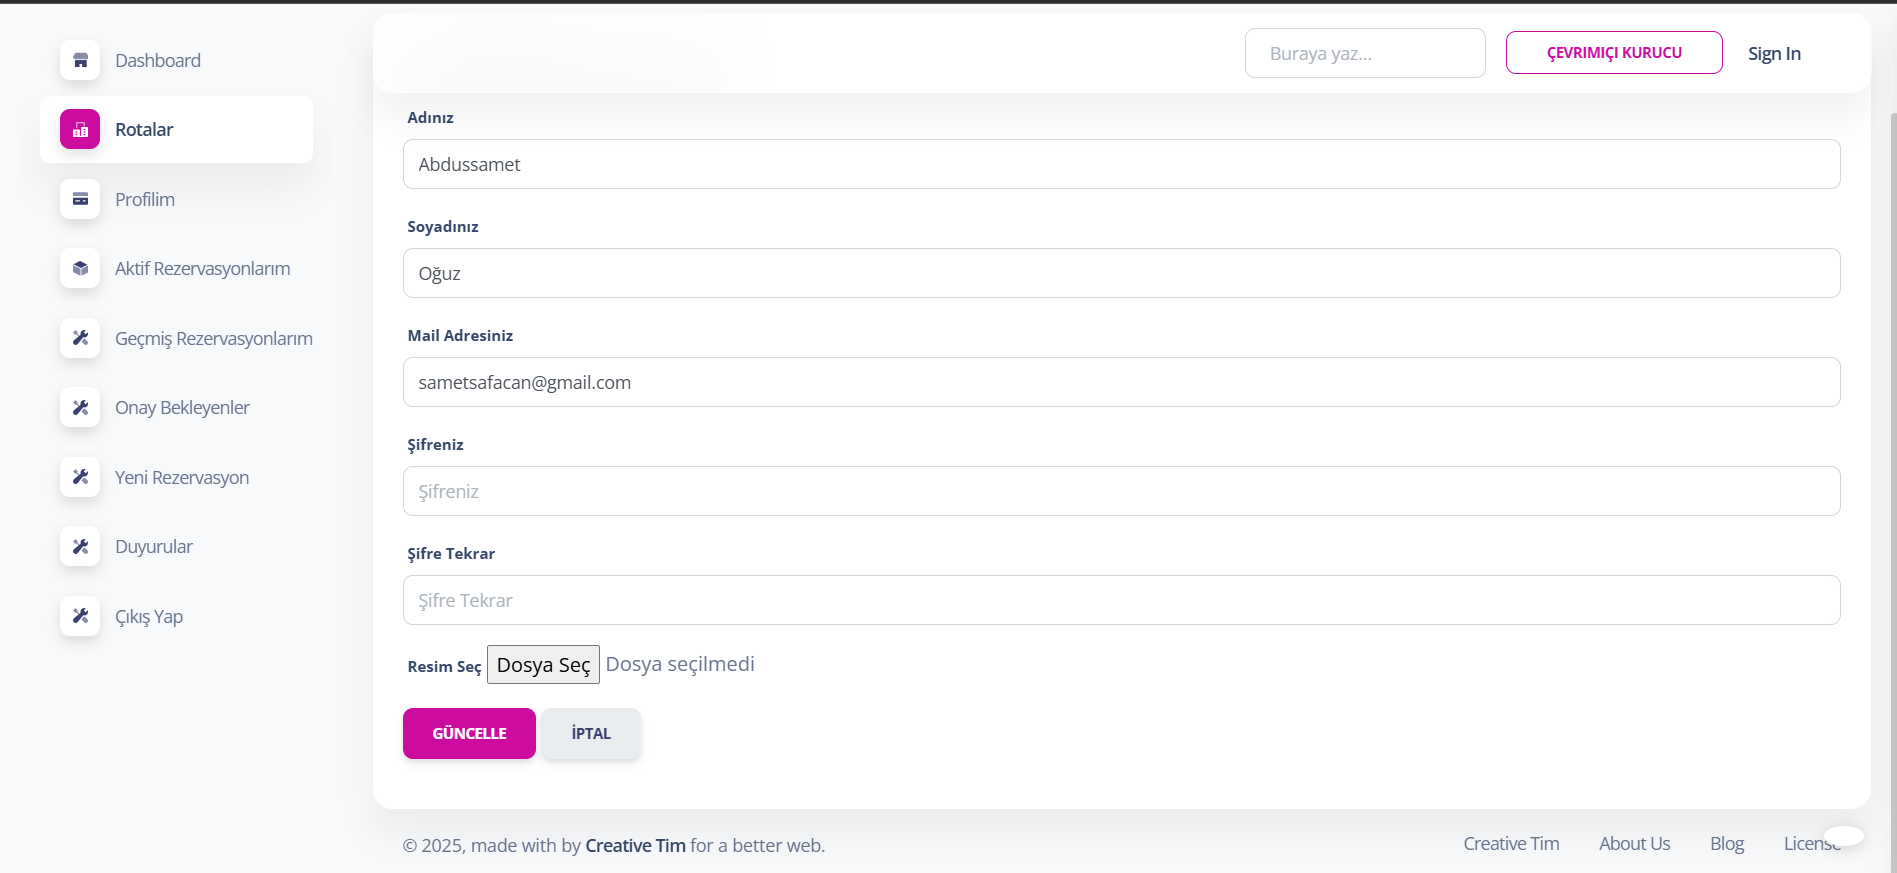 Dashboard
Rotalar
Profilim
Aktif Rezervasyonlarım
Geçmiş Rezervasyonlarım
Onay Bekleyenler
Yeni Rezervasyon
Duyurular
Çıkış Yap
Buraya yaz...
ÇEVRIMIÇI KURUCU
Sign In
Adınız
Abdussamet
Soyadınız
Oğuz
Mail Adresiniz
sametsafacan@gmail.com
Şifreniz
Şifreniz
Şifre Tekrar
Şifre Tekrar
Resim Seç Dosya Seç Dosya seçilmedi
GÜNCELLE İPTAL
© 2025, made with by Creative Tim for a better web.
Creative Tim About Us Blog License